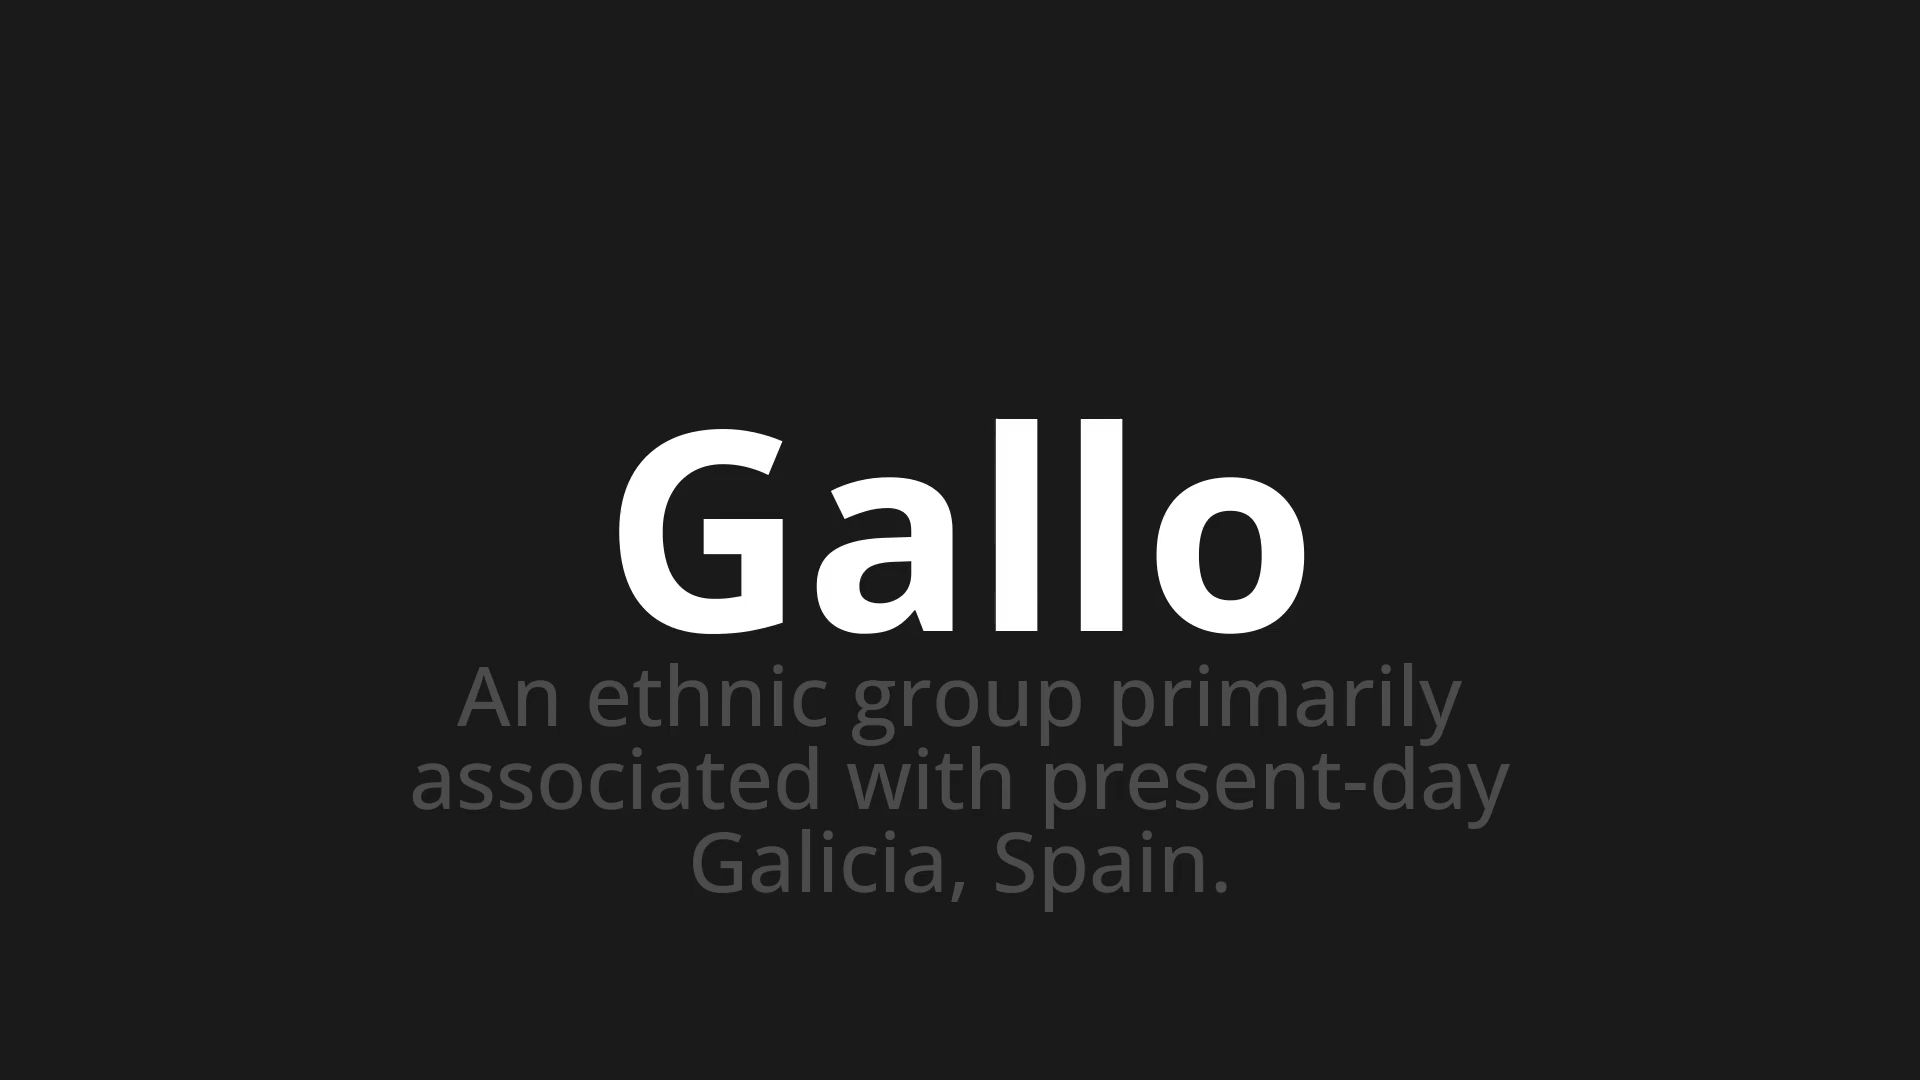 Gallo
An ethnic group primarily
associated with present-day
Galicia, Spain.